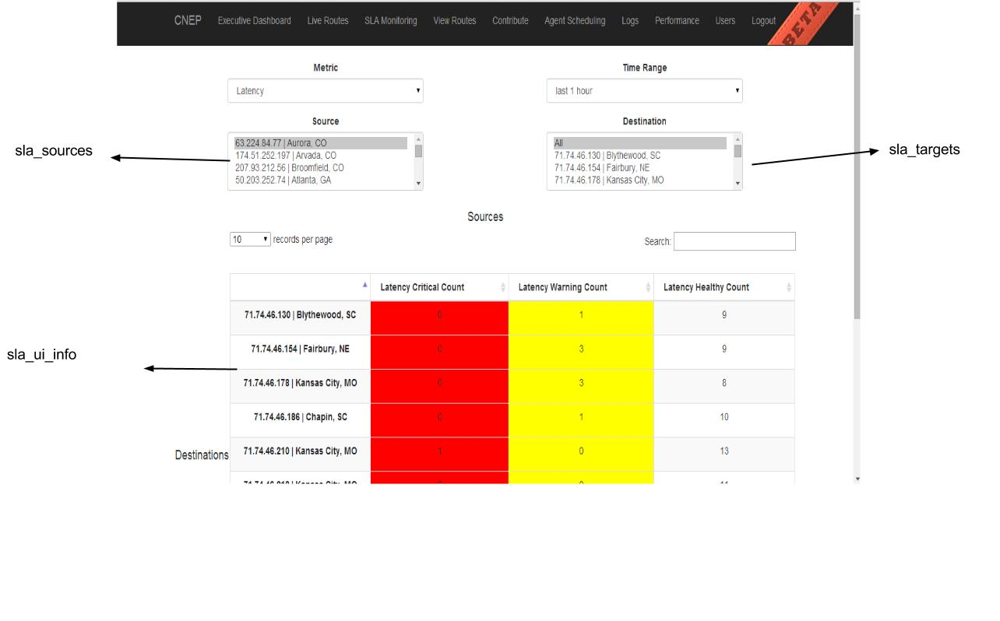 CNEP Executive Dashboard Live Routes SLA Monitoring View Routes Contribute Agent Scheduling Logs Performance Users Logout BETA
Metric Time Range
Latency last 1 hour
Source Destination
63.224.84.77 | Aurora, CO All
sla_sources 174.51.252.197 | Arvada, CO 71.74.46.130 | Blythewood, SC sla_targets
207.93.212.56 | Broomfield, CO 71.74.46.154 | Fairbury, NE
50.203.252.74 | Atlanta, GA 71.74.46.178 | Kansas City, MO
Sources
10 records per page Search:
Latency Critical Count Latency Warning Count Latency Healthy Count
71.74.46.130 | Blythewood, SC 0 1 9
71.74.46.154 | Fairbury, NE 0 3 9
sla_ui_info
71.74.46.178 | Kansas City, MO 0 3 8
71.74.46.186 | Chapin, SC 0 1 10
Destinations 71.74.46.210 | Kansas City, MO 1 0 13